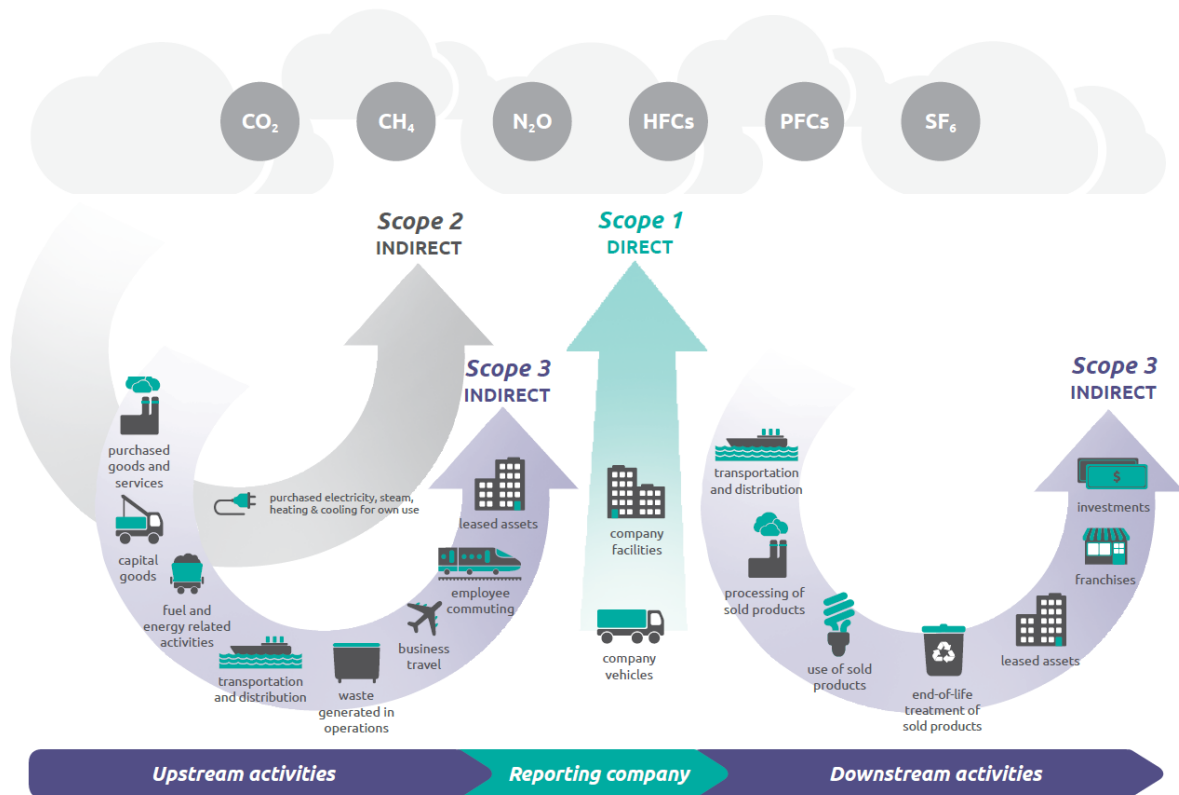 CO₂
CH₄
N₂O
HFCs
PFCs
SF₆
Scope 2
INDIRECT
Scope 1
DIRECT
Scope 3
INDIRECT
Scope 3
INDIRECT
purchased
goods and
services
capital
goods
fuel and
energy related
activities
transportation
and distribution
waste
generated in
operations
business
travel
employee
commuting
leased assets
purchased electricity, steam,
heating & cooling for own use
company
facilities
company
vehicles
transportation
and distribution
processing of
sold products
use of sold
products
end-of-life
treatment of
sold products
leased assets
franchises
$
investments
Upstream activities
Reporting company
Downstream activities